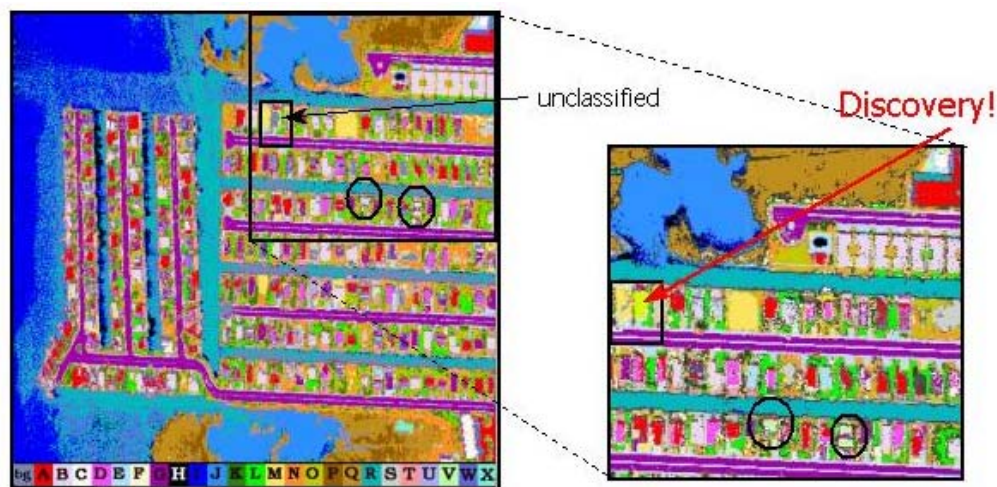 unclassified
Discovery!
bg A B C D E F G H I J K L M N O P Q R S T U V W X